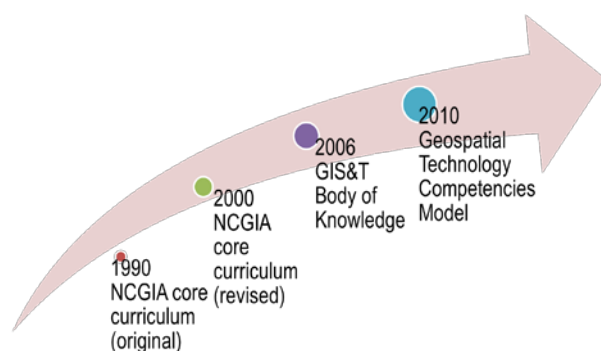 1990
NCGIA core
curriculum
(original)
2000
NCGIA
core
curriculum
(revised)
2006
GIS&T
Body of
Knowledge
2010
Geospatial
Technology
Competencies
Model